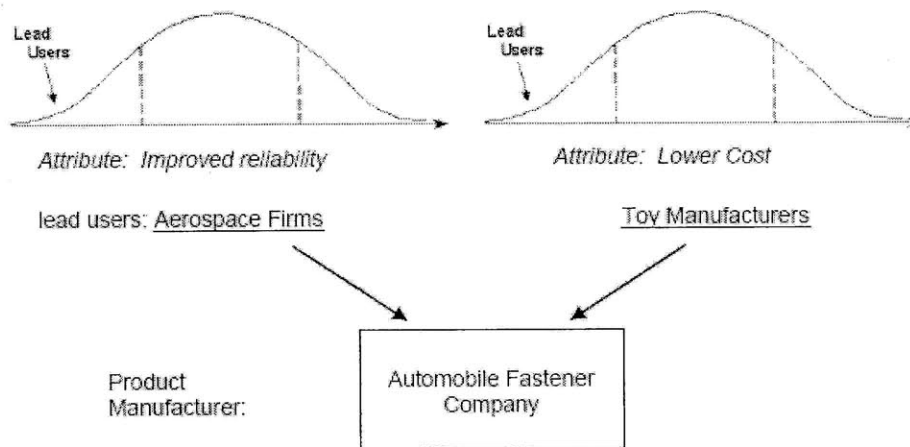 Lead
Users
Lead
Users
Attribute: Improved reliability
Attribute: Lower Cost
lead users: Aerospace Firms
Toy Manufacturers
Product
Manufacturer:
Automobile Fastener
Company